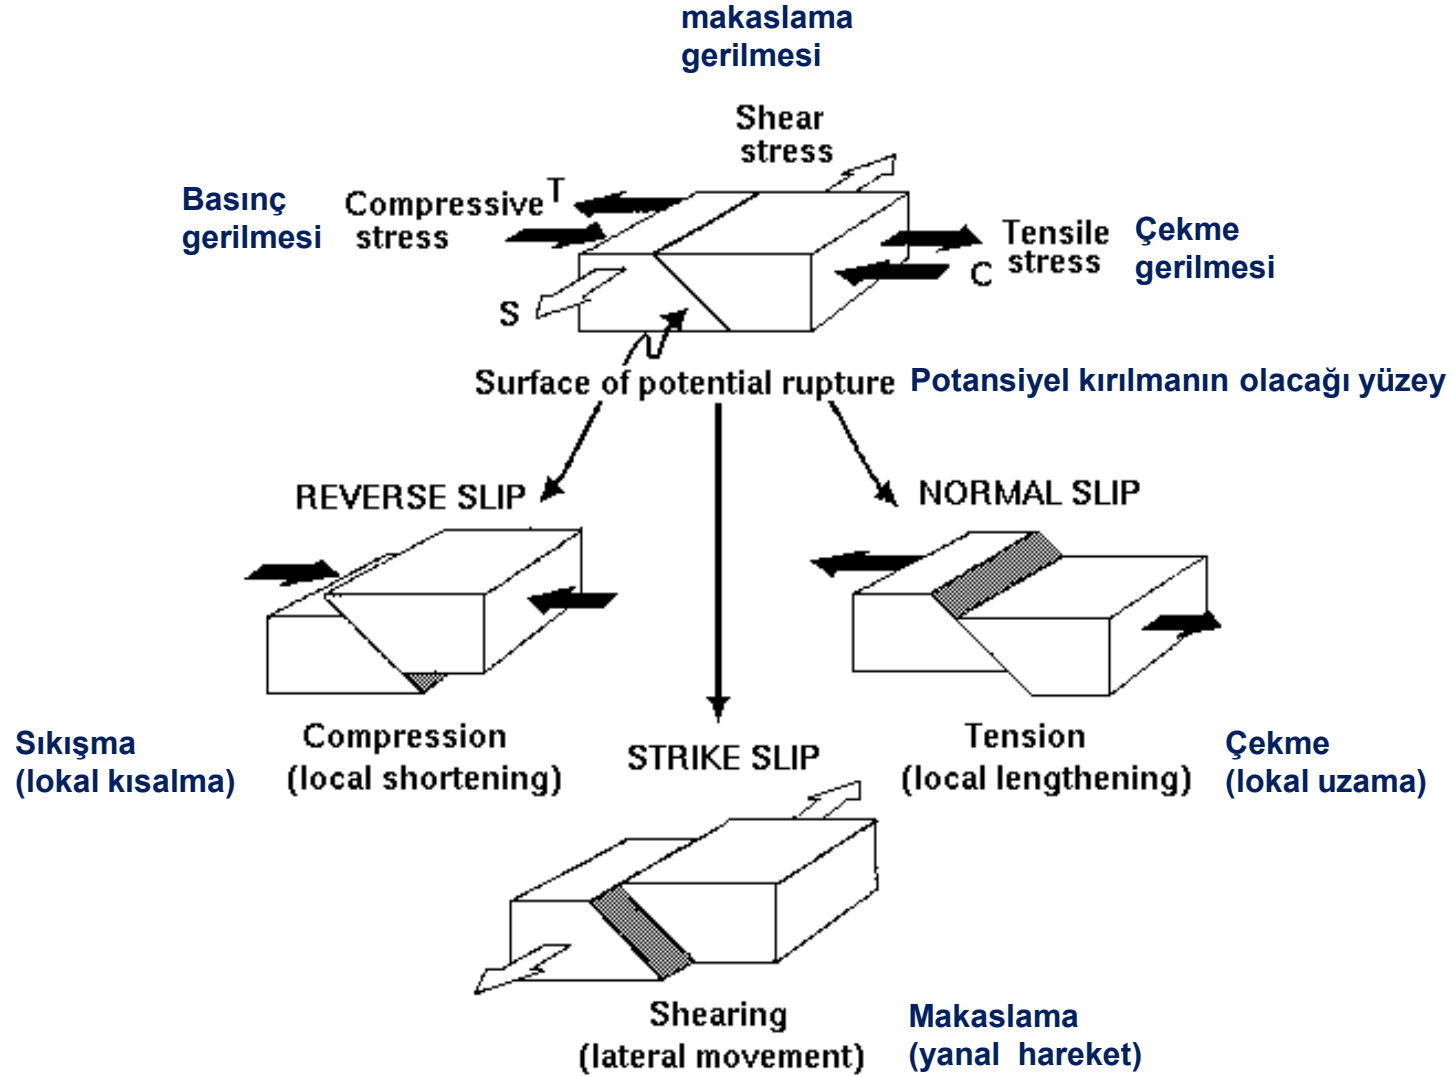 makaslama
gerilmesi
Shear
stress
Basınç
gerilmesi
Compressive
stress
T
Tensile
stress
C
Çekme
gerilmesi
S
Surface of potential rupture
Potansiyel kırılmanın olacağı yüzey
REVERSE SLIP
NORMAL SLIP
Sıkışma
(lokal kısalma)
Compression
(local shortening)
STRIKE SLIP
Tension
(local lengthening)
Çekme
(lokal uzama)
Shearing
(lateral movement)
Makaslama
(yanal hareket)